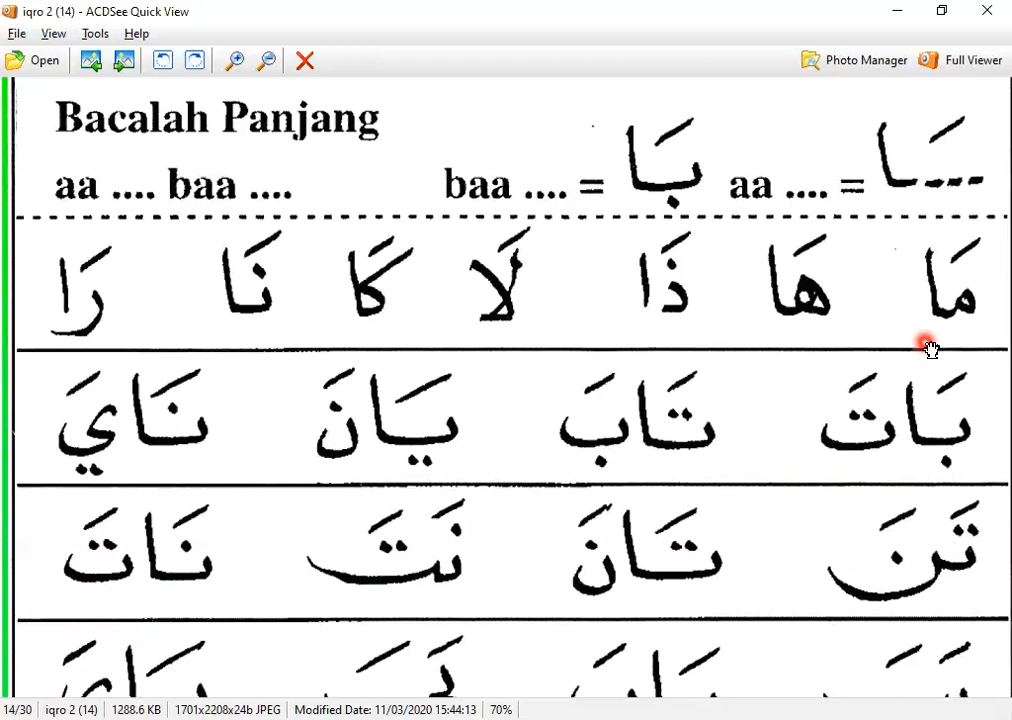 iqro 2 (14) - ACDSee Quick View
File View Tools Help
Open Photo Manager Full Viewer
Bacalah Panjang
aa .... baa .... baa .... = بَـا aa .... = ـَـا
مَا هَا ذَا لَا كَا نَا رَا
بَاتَ تَابَ يَانَ نَايَ
تَنَ تَانَ نَتَ نَاتَ
14/30 iqro 2 (14) 1288.6 KB 1701x2208x24b JPEG Modified Date: 11/03/2020 15:44:13 70%